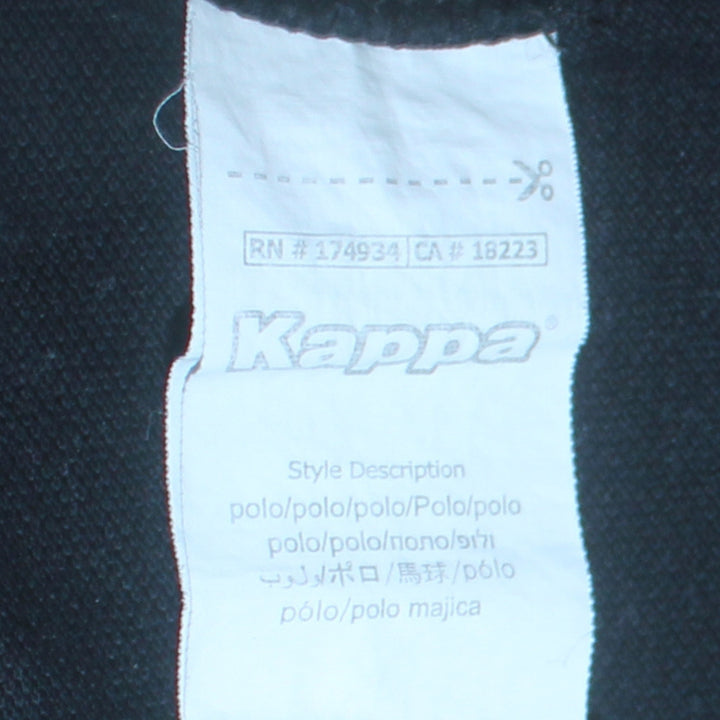 RN # 174934 CA # 18223
Kappa®
Style Description
polo/polo/polo/Polo/polo
polo/polo/поло/פולו
بولو/ポロ/馬球/pólo
pólo/polo majica